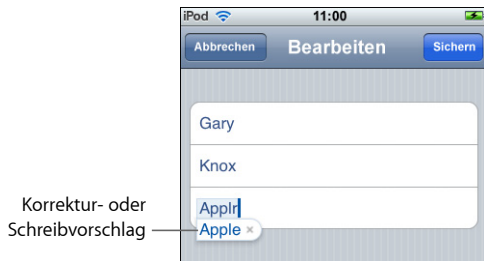 iPod 11:00
Abbrechen Bearbeiten Sichern
Gary
Knox
Korrektur- oder
Schreibvorschlag
Applr
Apple ×